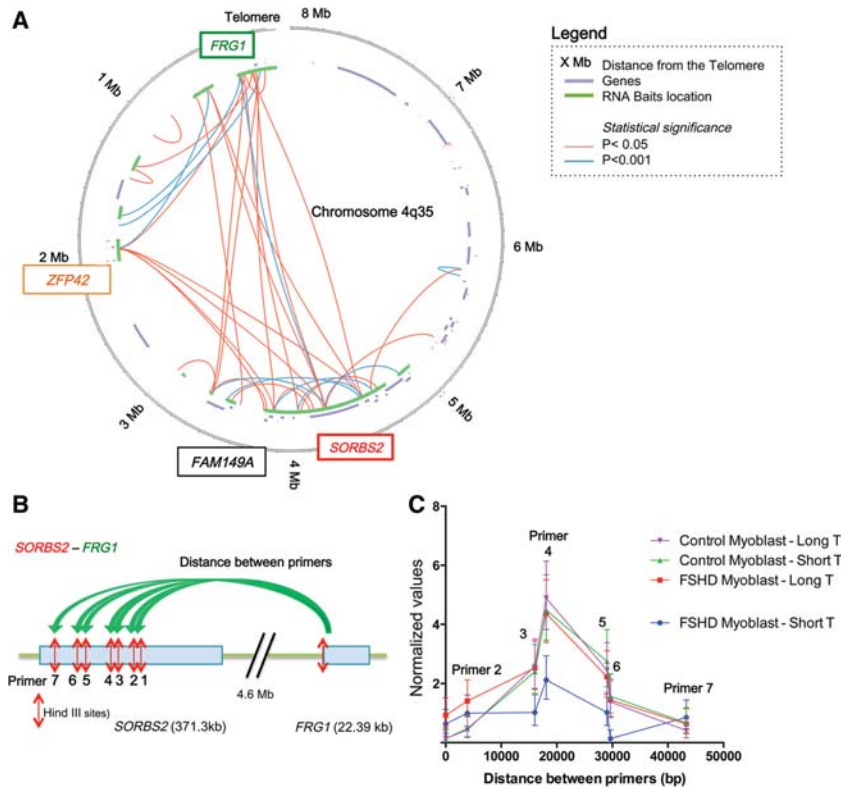 A
Telomere
8 Mb
FRG1
1 Mb
7 Mb
Chromosome 4q35
2 Mb
6 Mb
ZFP42
3 Mb
5 Mb
FAM149A
4 Mb
SORBS2
Legend
X Mb Distance from the Telomere
Genes
RNA Baits location
Statistical significance
P< 0.05
P<0.001
B
SORBS2 – FRG1
Distance between primers
Primer 7 6 5 4 3 2 1
4.6 Mb
Hind III sites)
SORBS2 (371.3kb)
FRG1 (22.39 kb)
C
Normalized values
8
6
4
2
Primer 2
3
Primer
4
5
6
Primer 7
0 10000 20000 30000 40000 50000
Distance between primers (bp)
Control Myoblast - Long T
Control Myoblast - Short T
FSHD Myoblast - Long T
FSHD Myoblast - Short T